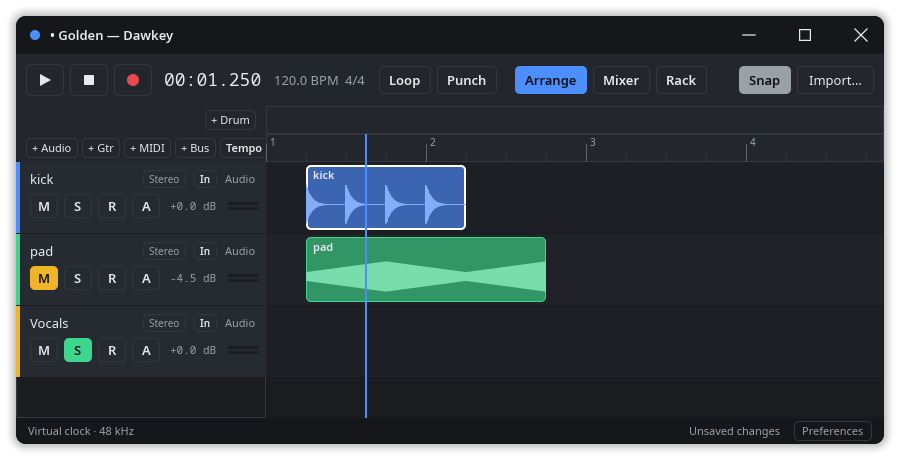 • Golden — Dawkey
00:01.250 120.0 BPM 4/4 Loop Punch Arrange Mixer Rack Snap Import...
+ Drum
+ Audio + Gtr + MIDI + Bus Tempo 1 2 3 4
kick Stereo In Audio
M S R A +0.0 dB
kick
pad Stereo In Audio
M S R A -4.5 dB
pad
Vocals Stereo In Audio
M S R A +0.0 dB
Virtual clock · 48 kHz Unsaved changes Preferences